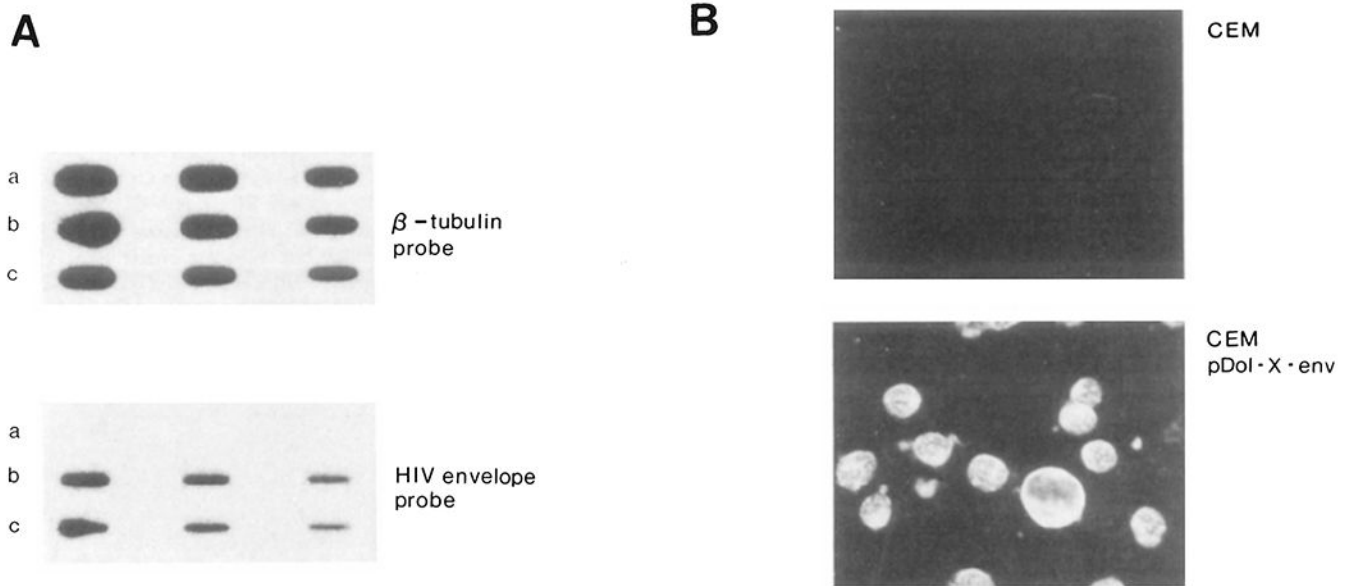 A
B
a
b
c
β-tubulin
probe
a
b
c
HIV envelope
probe
CEM
CEM
pDol·X·env